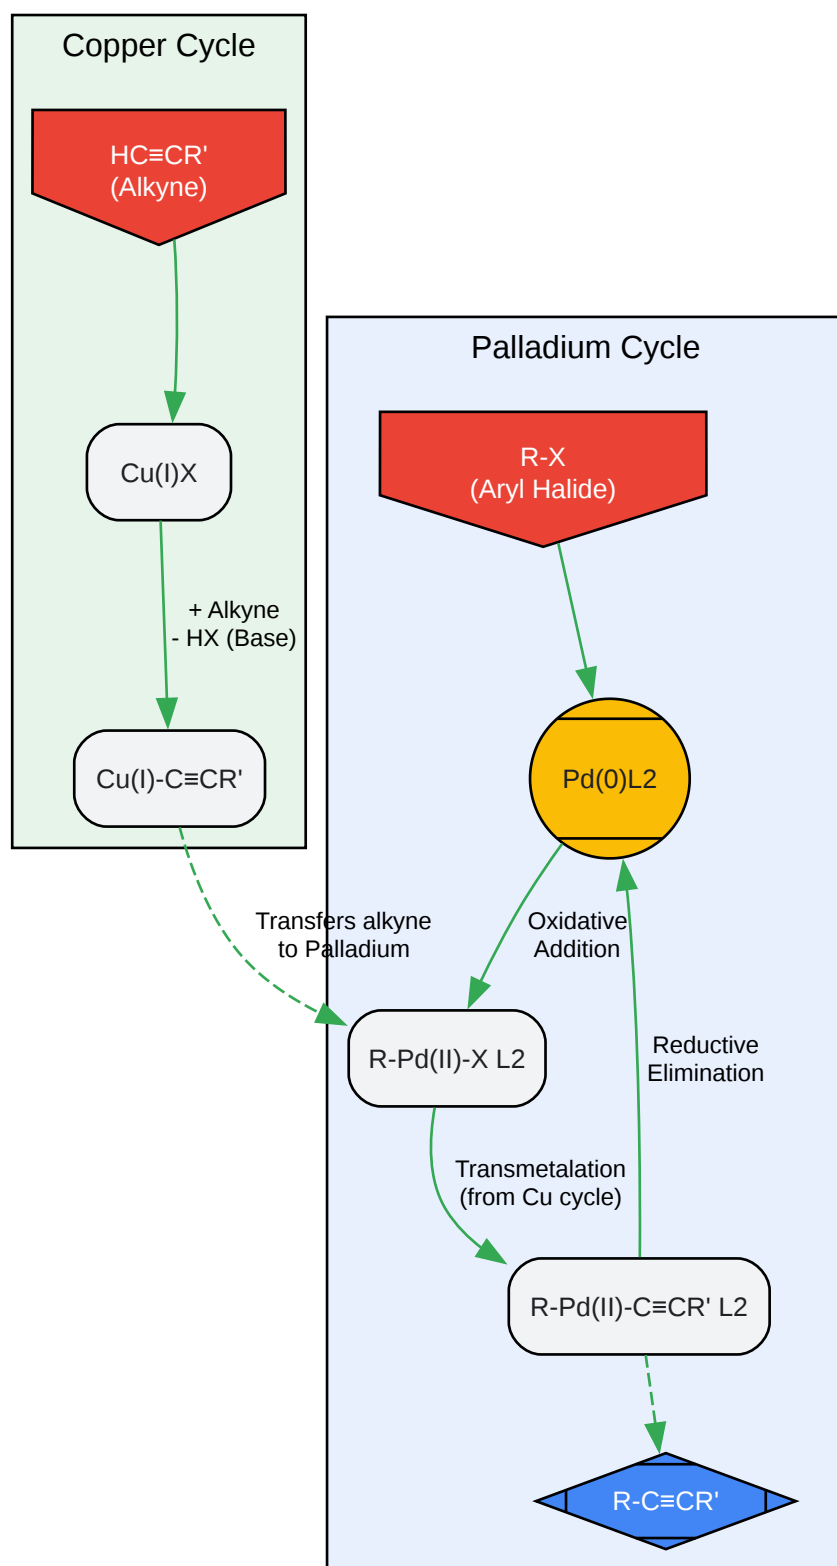 Copper Cycle
HC≡CR'
(Alkyne)
Cu(I)X
+ Alkyne
- HX (Base)
Cu(I)-C≡CR'
Transfers alkyne
to Palladium
Palladium Cycle
R-X
(Aryl Halide)
Pd(0)L2
Oxidative
Addition
R-Pd(II)-X L2
Reductive
Elimination
Transmetalation
(from Cu cycle)
R-Pd(II)-C≡CR' L2
R-C≡CR'